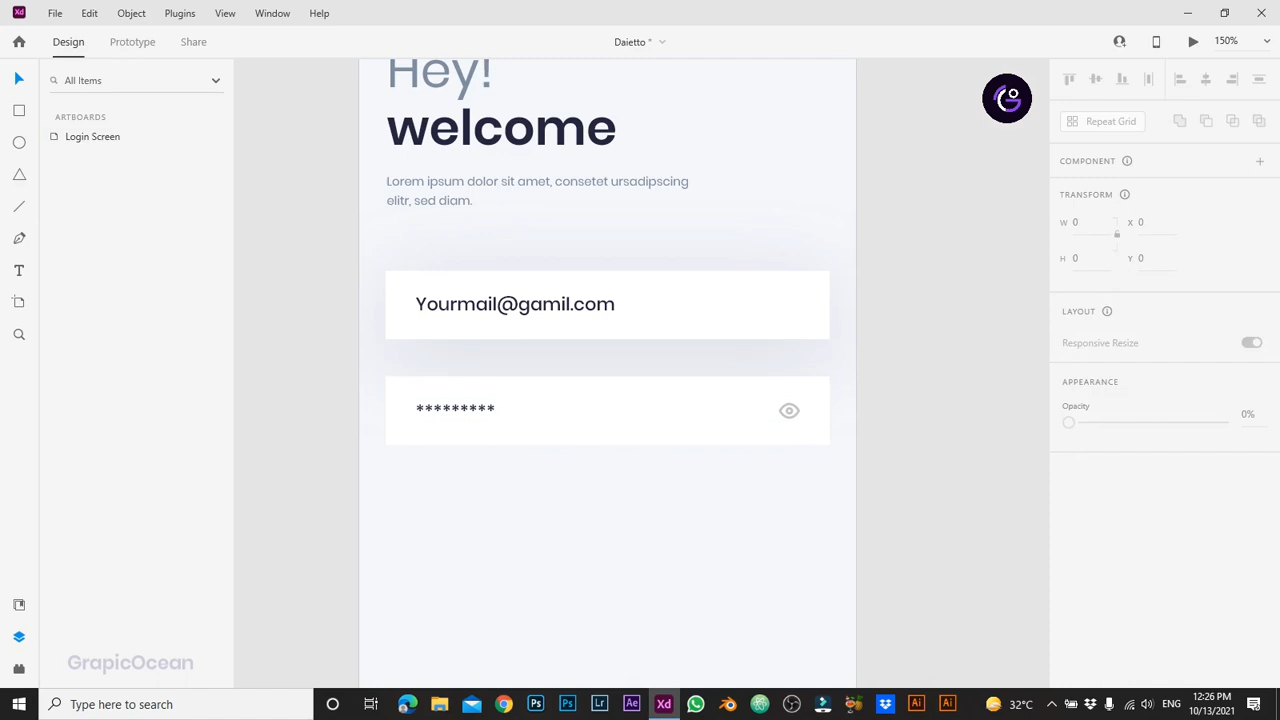 File Edit Object Plugins View Window Help
Design Prototype Share Daietto * 150%
All Items
ARTBOARDS
Login Screen
Hey!
welcome
Lorem ipsum dolor sit amet, consetet ursadipscing
elitr, sed diam.
Yourmail@gamil.com
*********
Repeat Grid
COMPONENT
TRANSFORM
W 0 X 0
H 0 Y 0
LAYOUT
Responsive Resize
APPEARANCE
Opacity
0%
GrapicOcean
Type here to search
32°C ENG 12:26 PM
10/13/2021